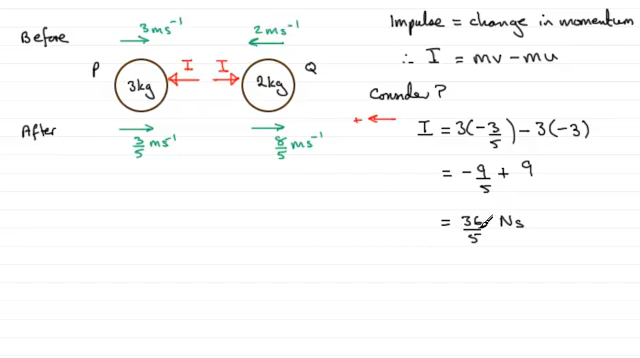 Before
3ms⁻¹
2ms⁻¹
P
3kg
I
I
2kg
Q
After
3/5 ms⁻¹
8/5 ms⁻¹
Impulse = change in momentum
∴ I = mv - mu
Consider P
+
I = 3(-3/5) - 3(-3)
= -9/5 + 9
= 36/5 Ns